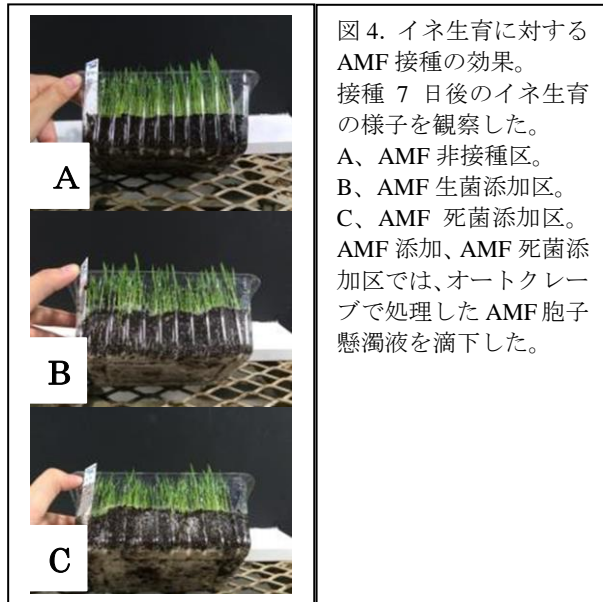 A
B
C
図 4. イネ生育に対する
AMF 接種の効果。
接種 7 日後のイネ生育
の様子を観察した。
A、AMF 非接種区。
B、AMF 生菌添加区。
C、AMF 死菌添加区。
AMF 添加、AMF 死菌添
加区では、オートクレー
ブで処理した AMF 胞子
懸濁液を滴下した。